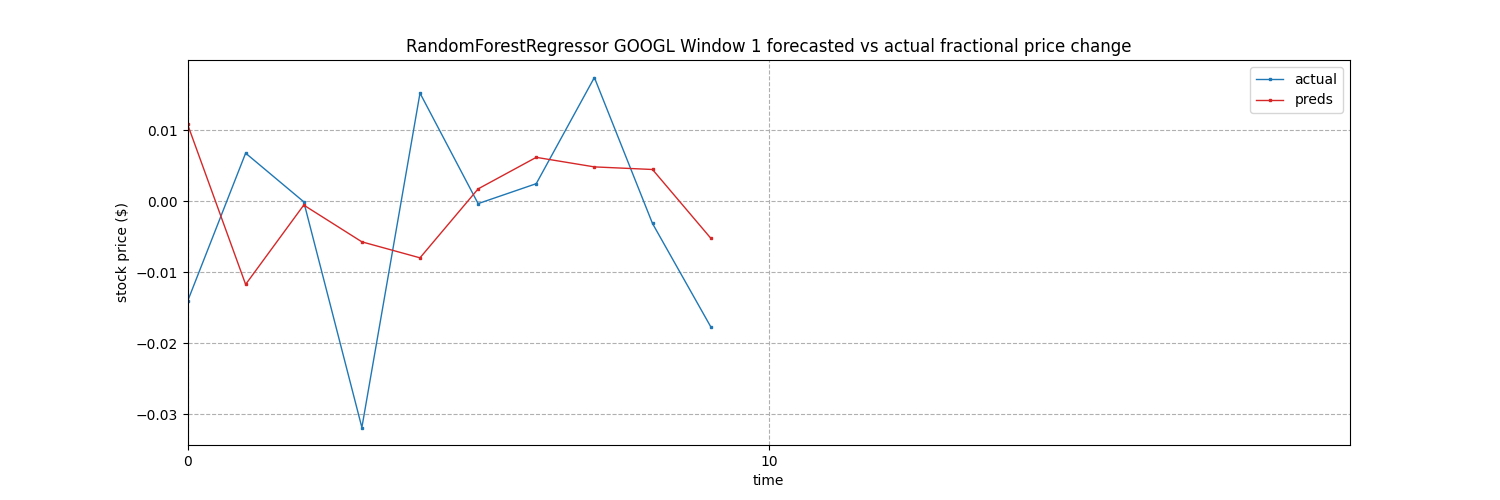 RandomForestRegressor GOOGL Window 1 forecasted vs actual fractional price change
actual
preds
0.01
0.00
−0.01
−0.02
−0.03
stock price ($)
0
10
time